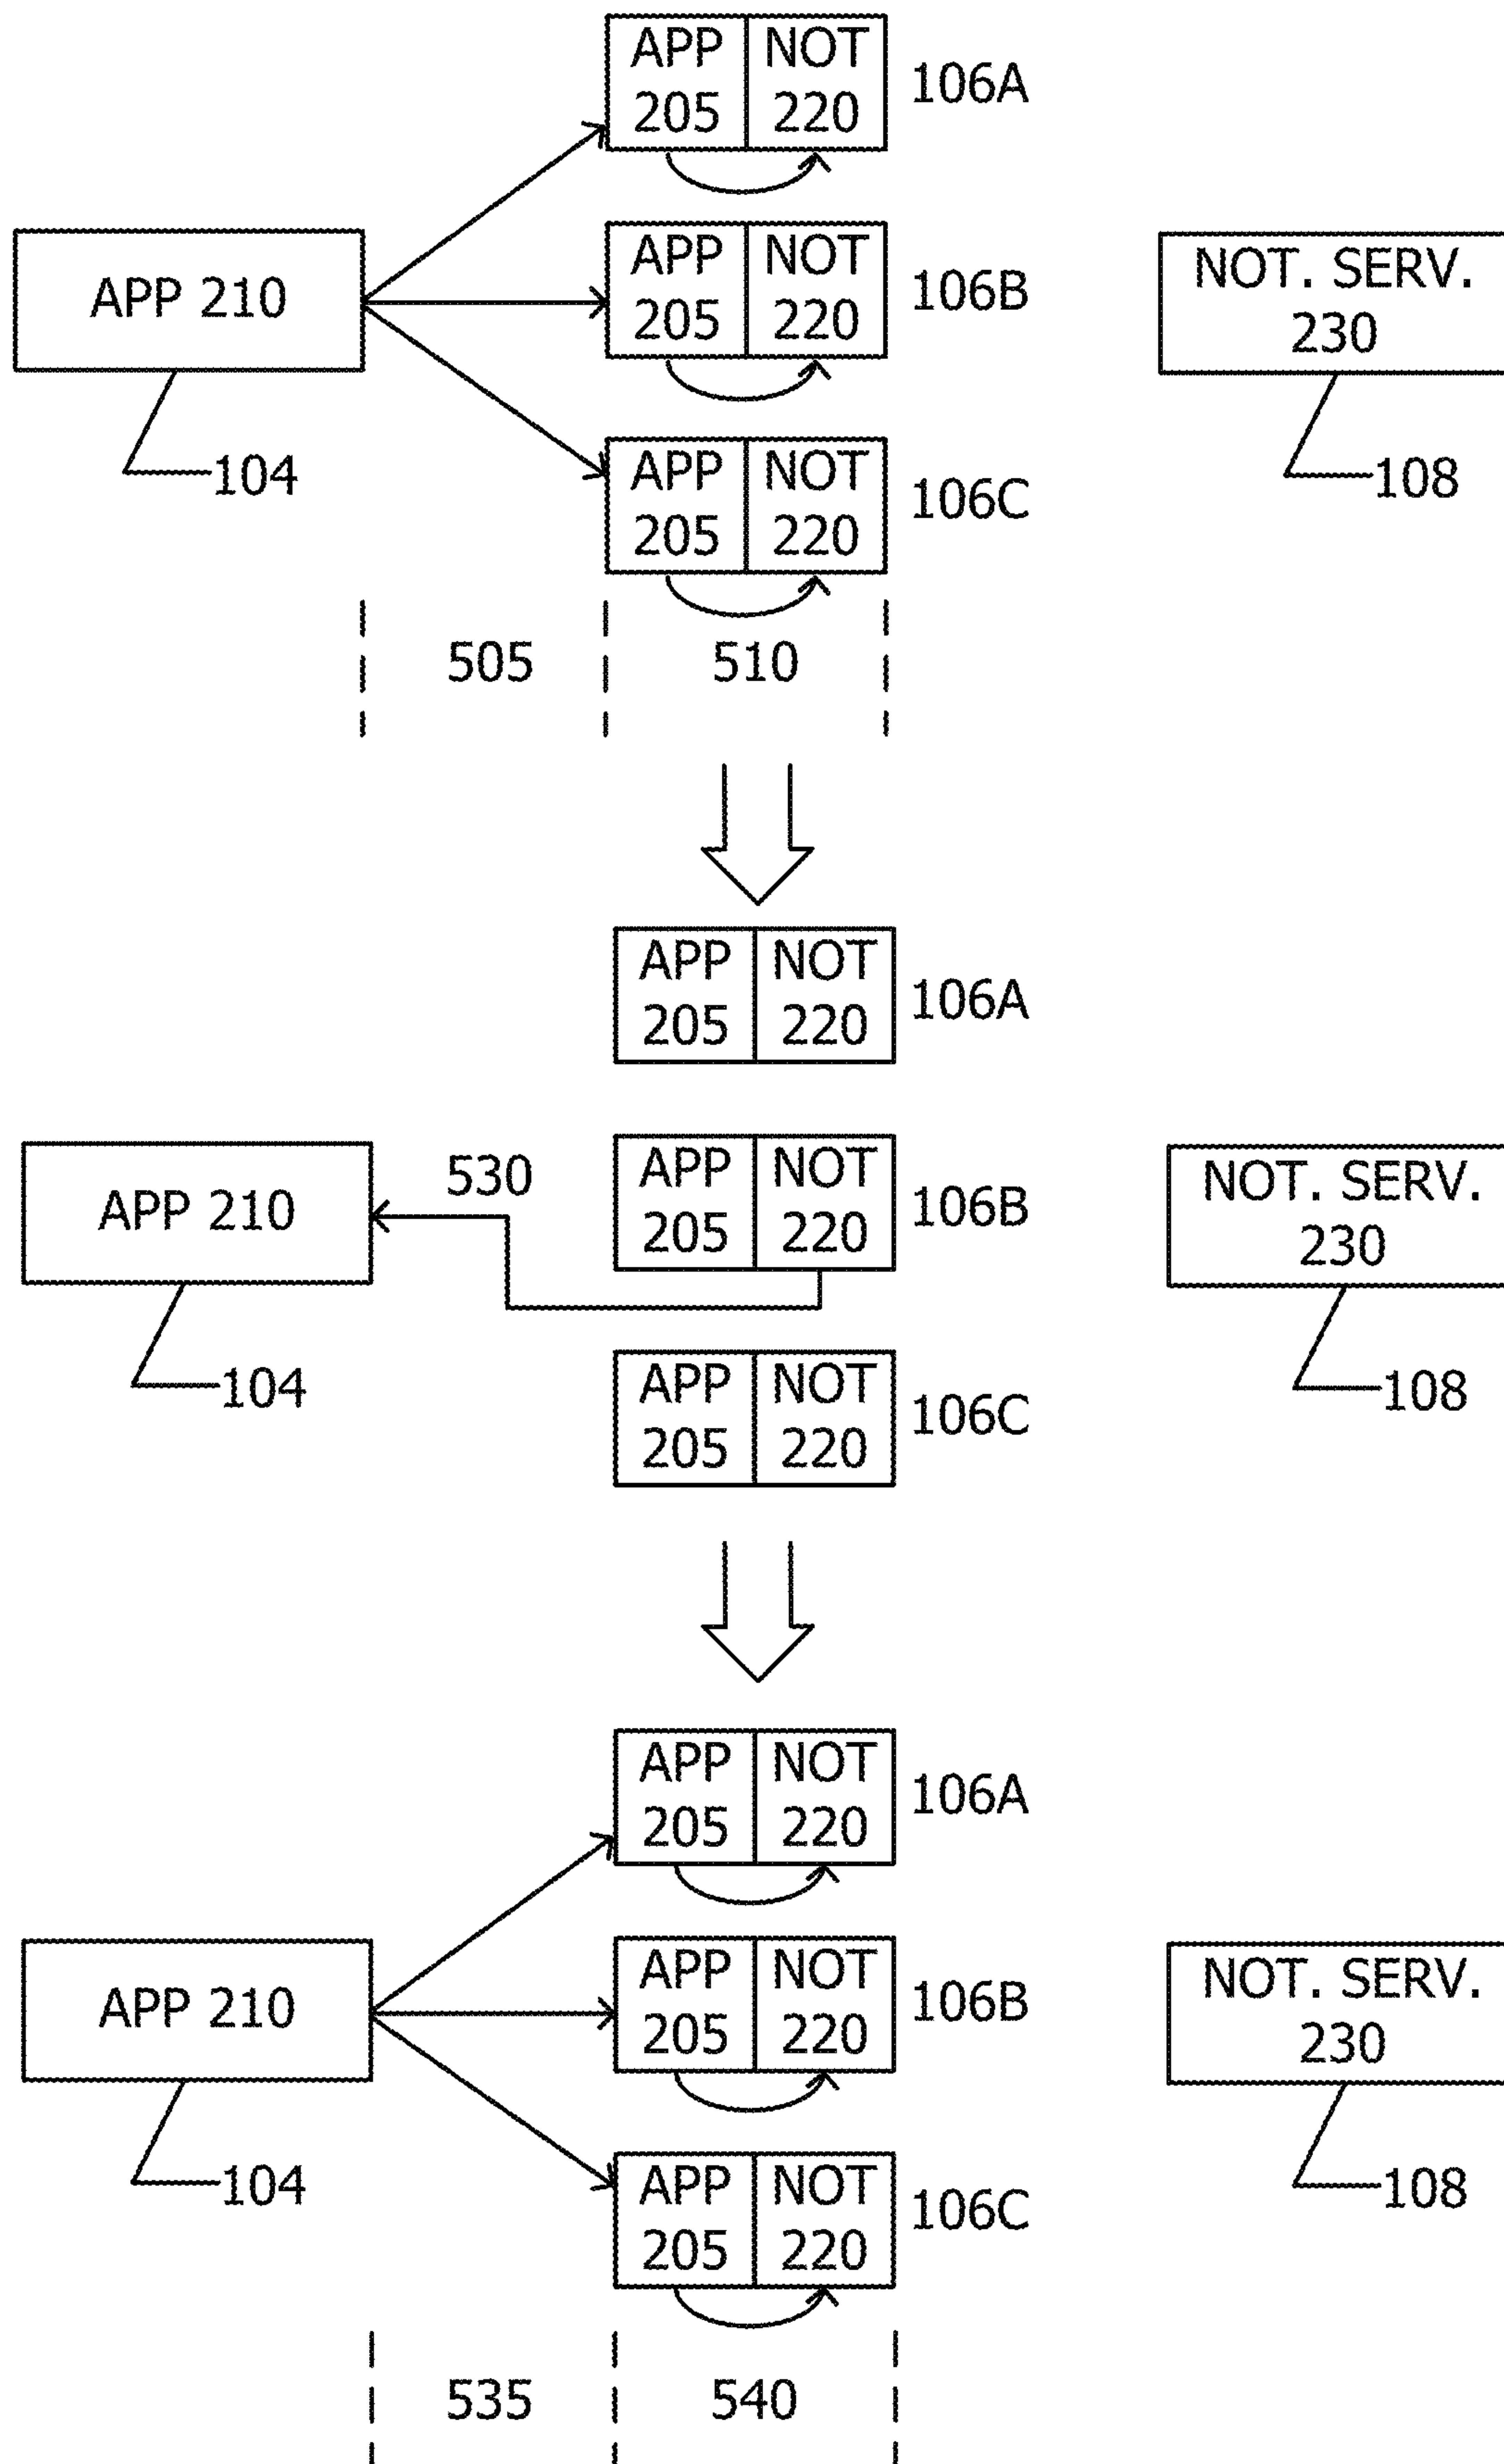 APP NOT
205 220
106A
APP 210
104
APP NOT
205 220
106B
NOT. SERV.
230
108
APP NOT
205 220
106C
505
510
APP NOT
205 220
106A
APP 210
104
530
APP NOT
205 220
106B
NOT. SERV.
230
108
APP NOT
205 220
106C
APP NOT
205 220
106A
APP 210
104
APP NOT
205 220
106B
NOT. SERV.
230
108
APP NOT
205 220
106C
535
540